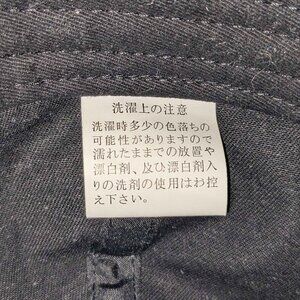 洗濯上の注意
洗濯時多少の色落ちの
可能性がありますので
濡れたままでの放置や
漂白剤、及ひ漂白剤入
りの洗剤の使用はお控
え下さい。